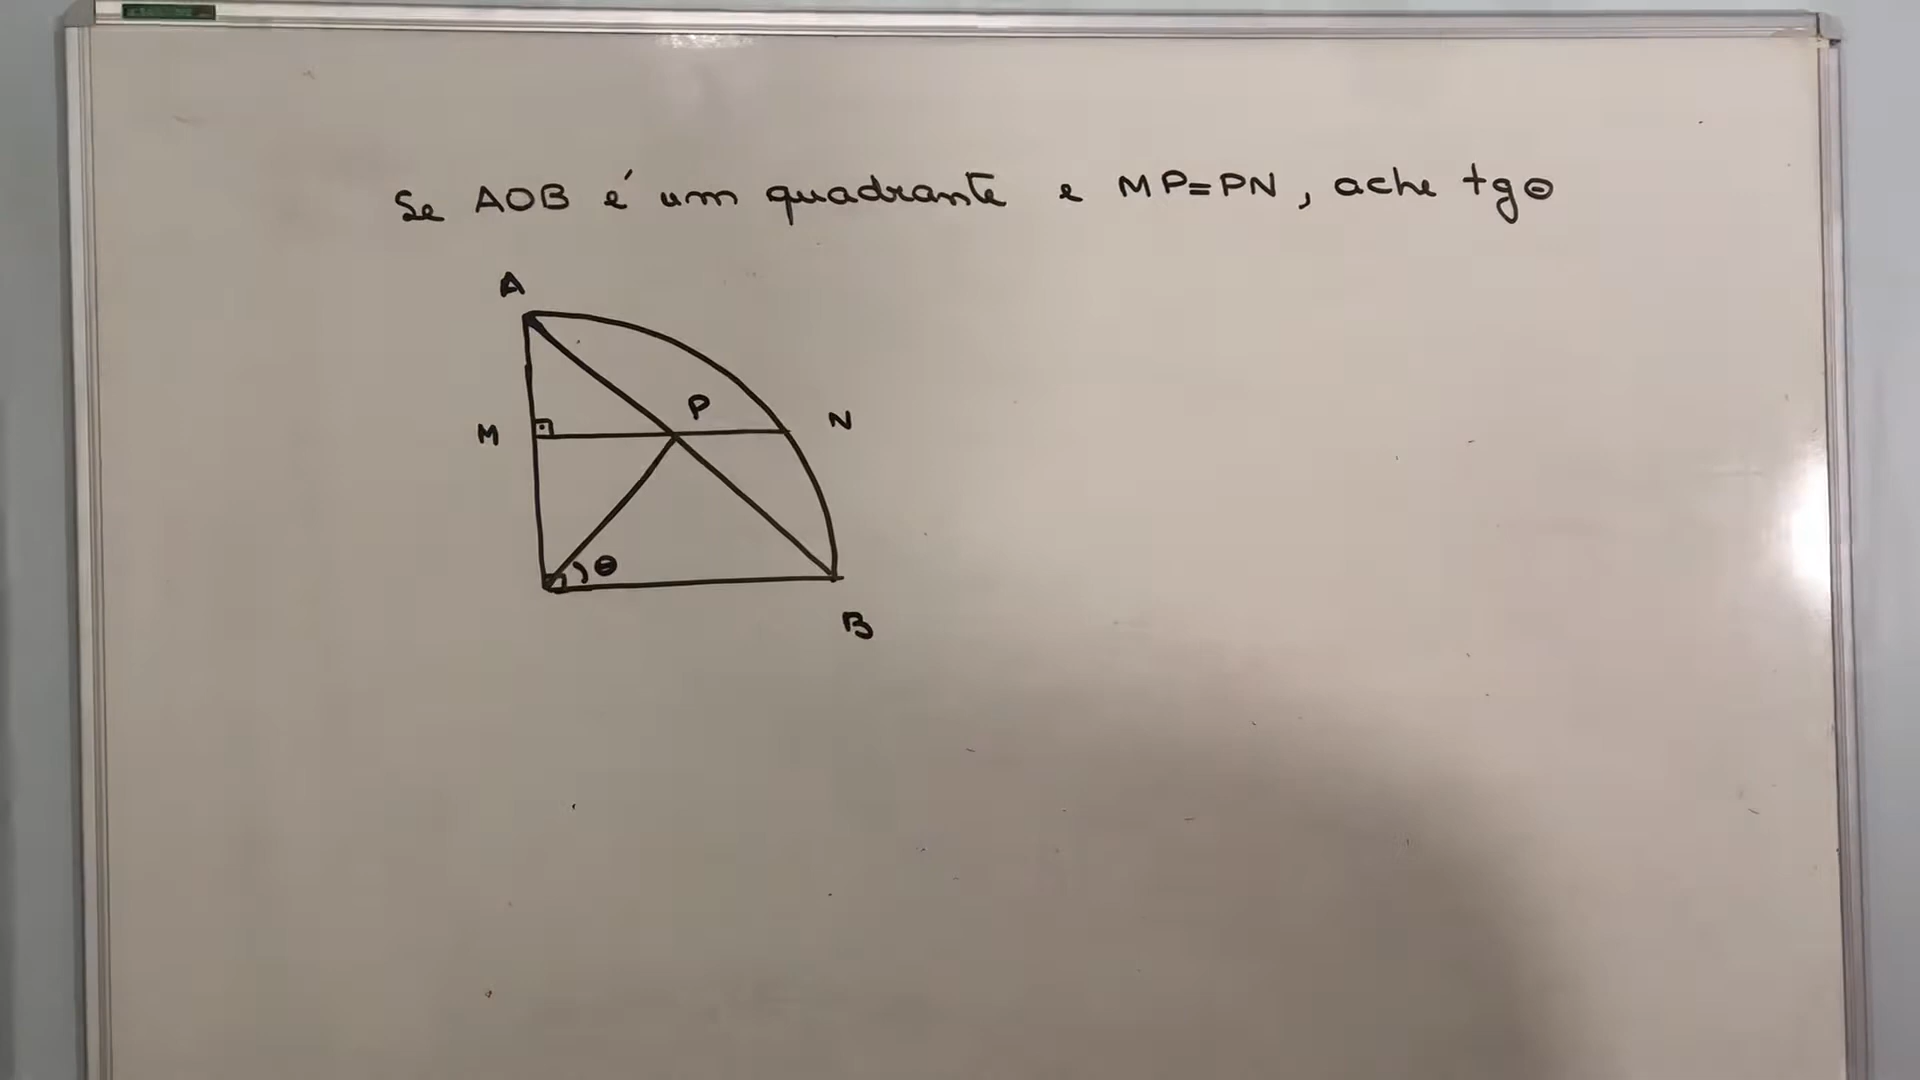 Se AOB é um quadrante e MP=PN, ache tgθ
A
P
M
N
θ
B